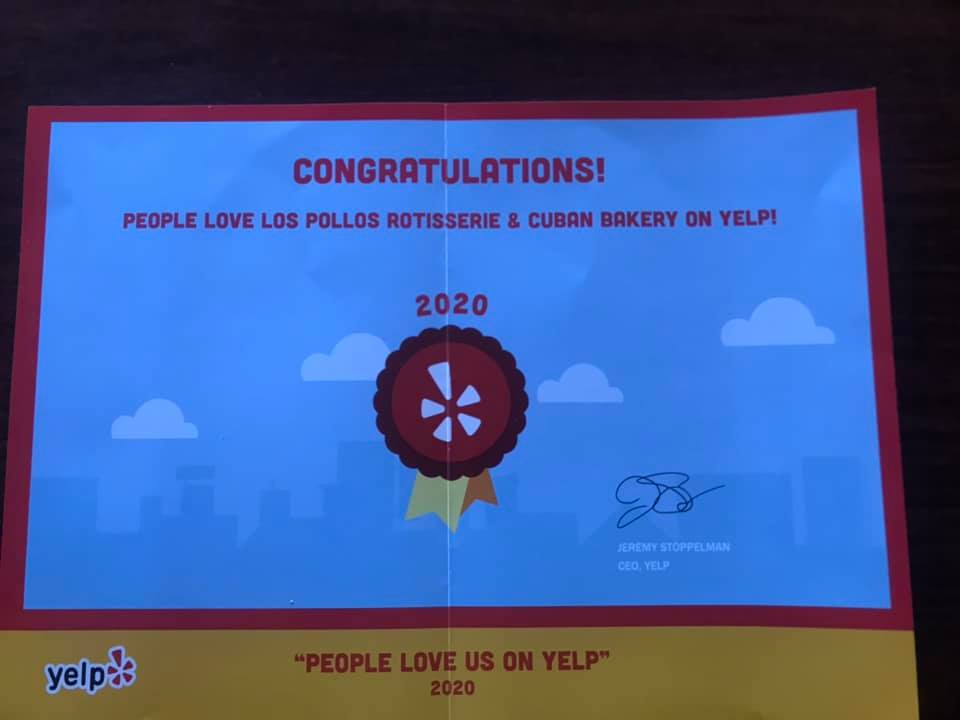 CONGRATULATIONS!
PEOPLE LOVE LOS POLLOS ROTISSERIE & CUBAN BAKERY ON YELP!
2020
JEREMY STOPPELMAN
CEO, YELP
yelp
"PEOPLE LOVE US ON YELP"
2020